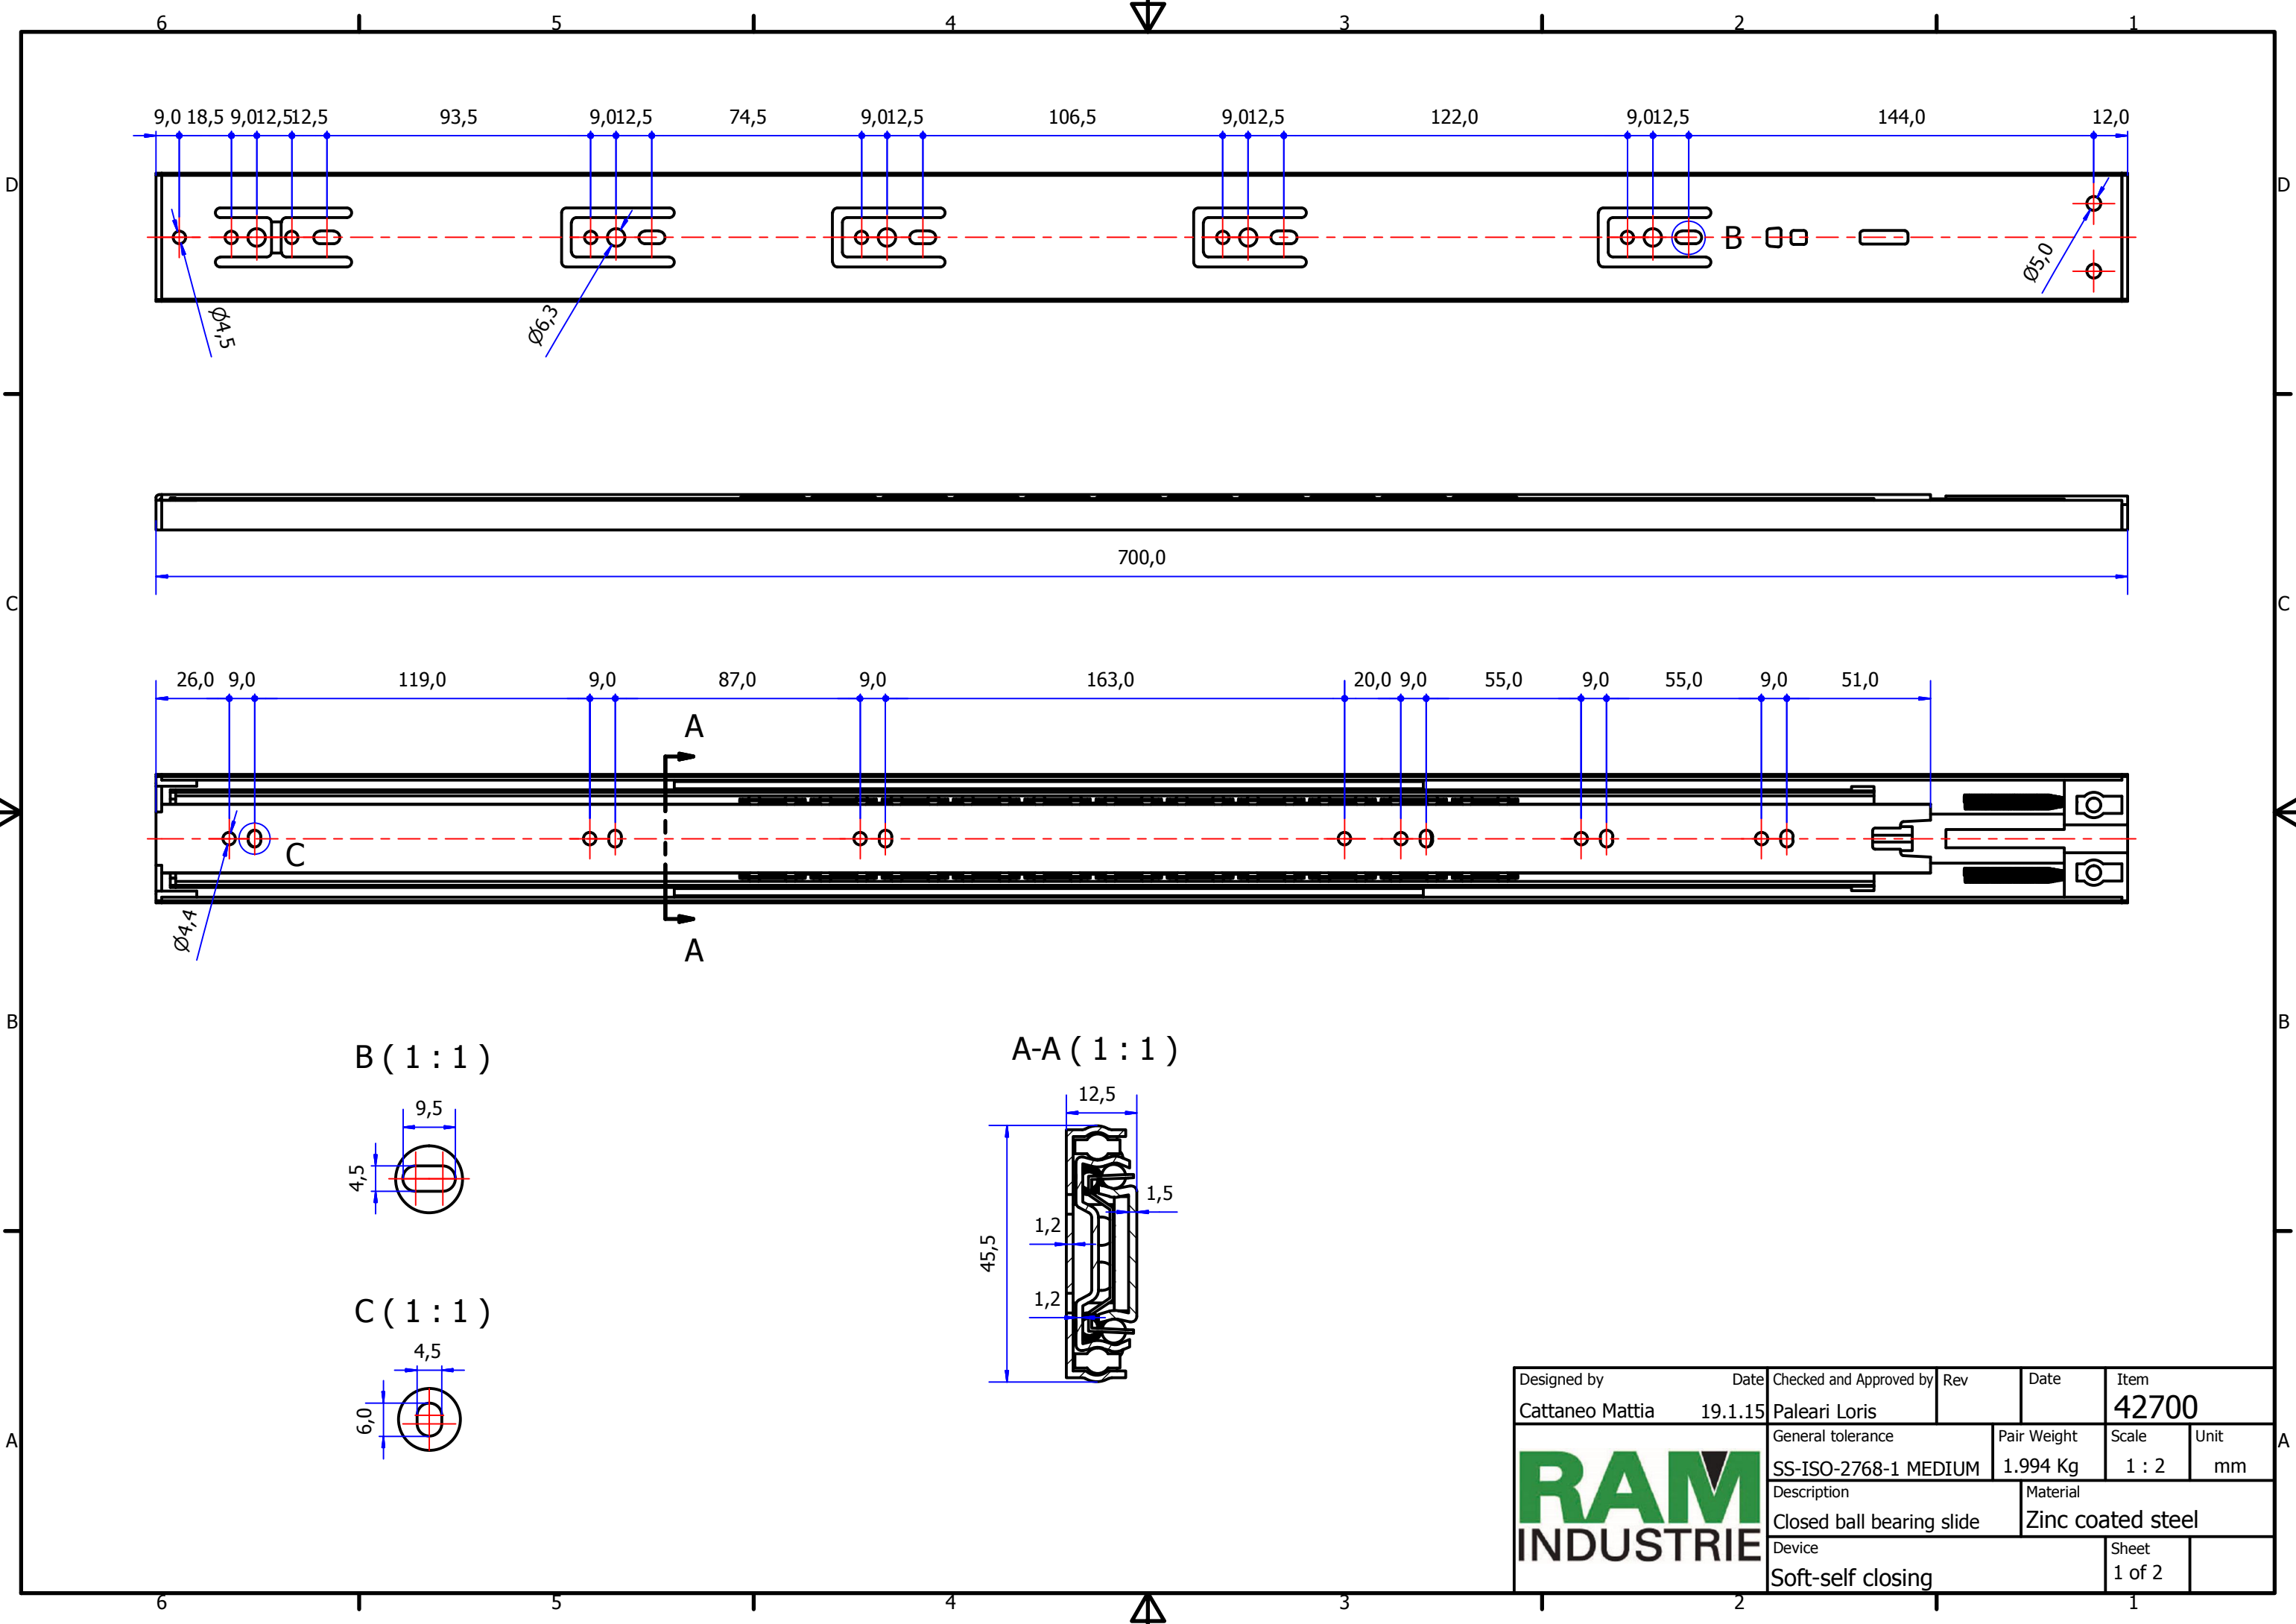 6 5 4 3 2 1
9,0 18,5 9,0 12,5 12,5 93,5 9,0 12,5 74,5 9,0 12,5 106,5 9,0 12,5 122,0 9,0 12,5 144,0 12,0
D D
B
Ø4,5 Ø6,3 Ø5,0
700,0
C C
26,0 9,0 119,0 9,0 87,0 9,0 163,0 20,0 9,0 55,0 9,0 55,0 9,0 51,0
A
C
Ø4,4
A
B B
B ( 1 : 1 )
9,5
4,5
A-A ( 1 : 1 )
12,5
1,5
1,2
45,5
1,2
C ( 1 : 1 )
4,5
6,0
A A
Designed by Date Checked and Approved by Rev Date Item
Cattaneo Mattia 19.1.15 Paleari Loris 42700
General tolerance Pair Weight Scale Unit
SS-ISO-2768-1 MEDIUM 1.994 Kg 1 : 2 mm
RAM
INDUSTRIE
Description Material
Closed ball bearing slide Zinc coated steel
Device Sheet
Soft-self closing 1 of 2
6 5 4 3 2 1